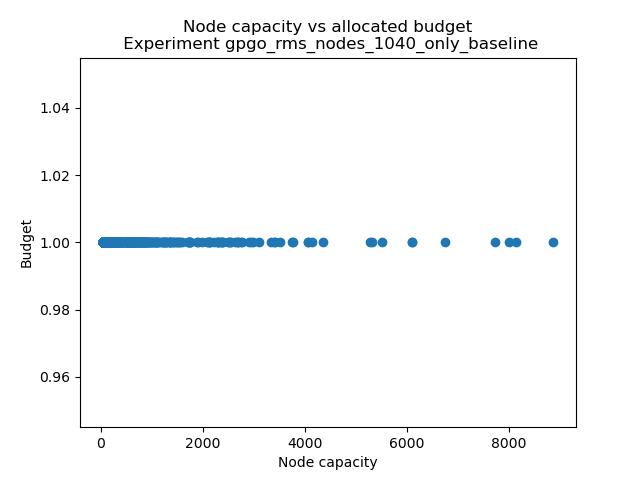 Node capacity vs allocated budget
Experiment gpgo_rms_nodes_1040_only_baseline
1.04
1.02
1.00
0.98
0.96
Budget
0
2000
4000
6000
8000
Node capacity